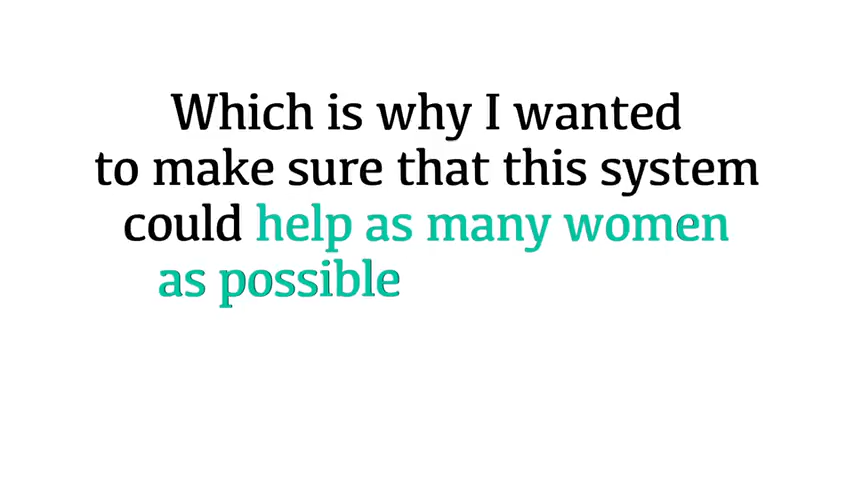 Which is why I wanted
to make sure that this system
could help as many women
as possible